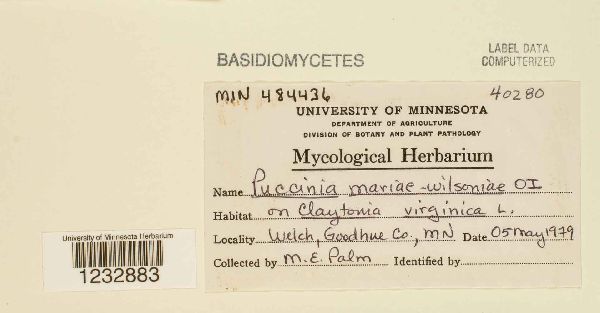 BASIDIOMYCETES
LABEL DATA
COMPUTERIZED
MIN 484436
40280
UNIVERSITY OF MINNESOTA
DEPARTMENT OF AGRICULTURE
DIVISION OF BOTANY AND PLANT PATHOLOGY
Mycological Herbarium
Name Puccinia mariae-wilsoniae OI
Habitat on Claytonia virginica L.
Locality Welch, Goodhue Co., MN Date 05 May 1979
Collected by M.E. Palm Identified by
University of Minnesota Herbarium
1232883